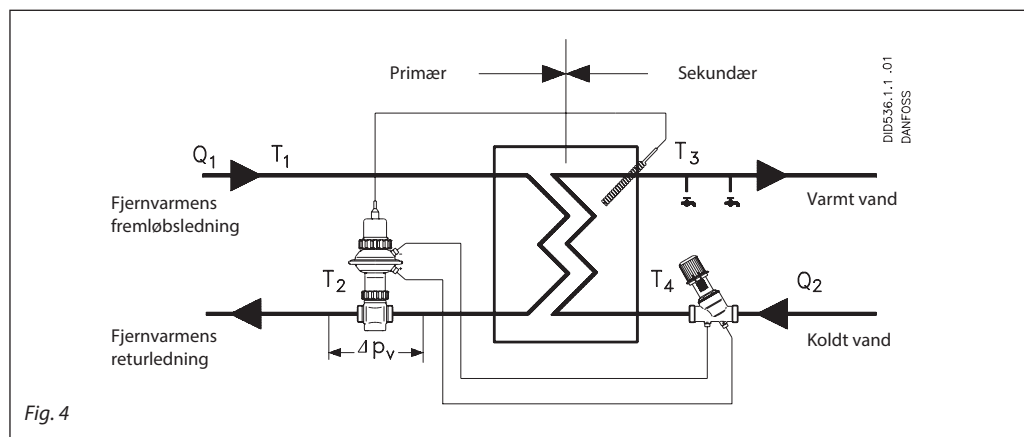 Primær
Sekundær
DID536.1.1 .01
DANFOSS
Q1
T1
T3
Fjernvarmens
fremløbsledning
Varmt vand
T2
T4
Q2
Fjernvarmens
returledning
Δpv
Koldt vand
Fig. 4